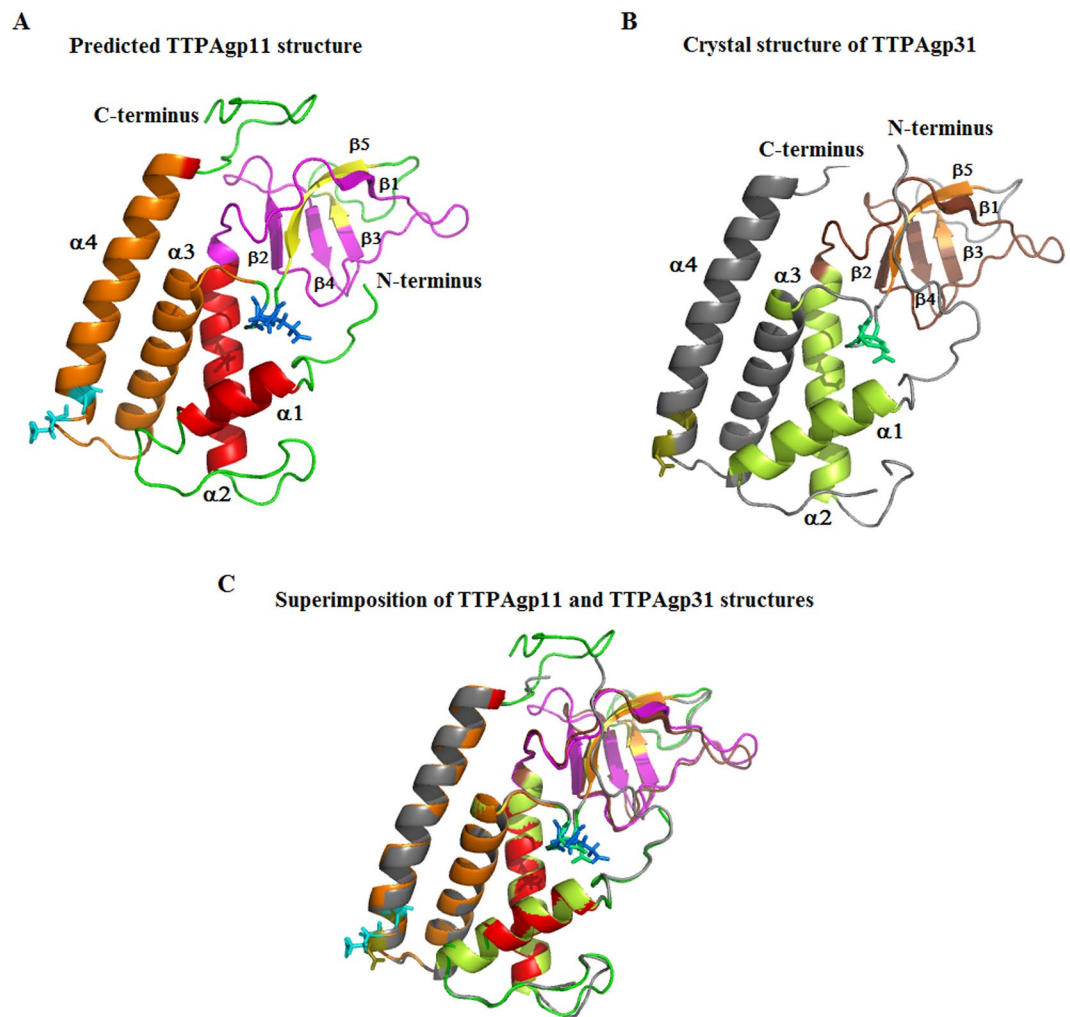 A
Predicted TTPAgp11 structure
C-terminus
β5
β1
α4
α3
β2
β3
β4
N-terminus
α1
α2
B
Crystal structure of TTPAgp31
N-terminus
C-terminus
β5
β1
α4
α3
β2
β3
β4
α1
α2
C
Superimposition of TTPAgp11 and TTPAgp31 structures